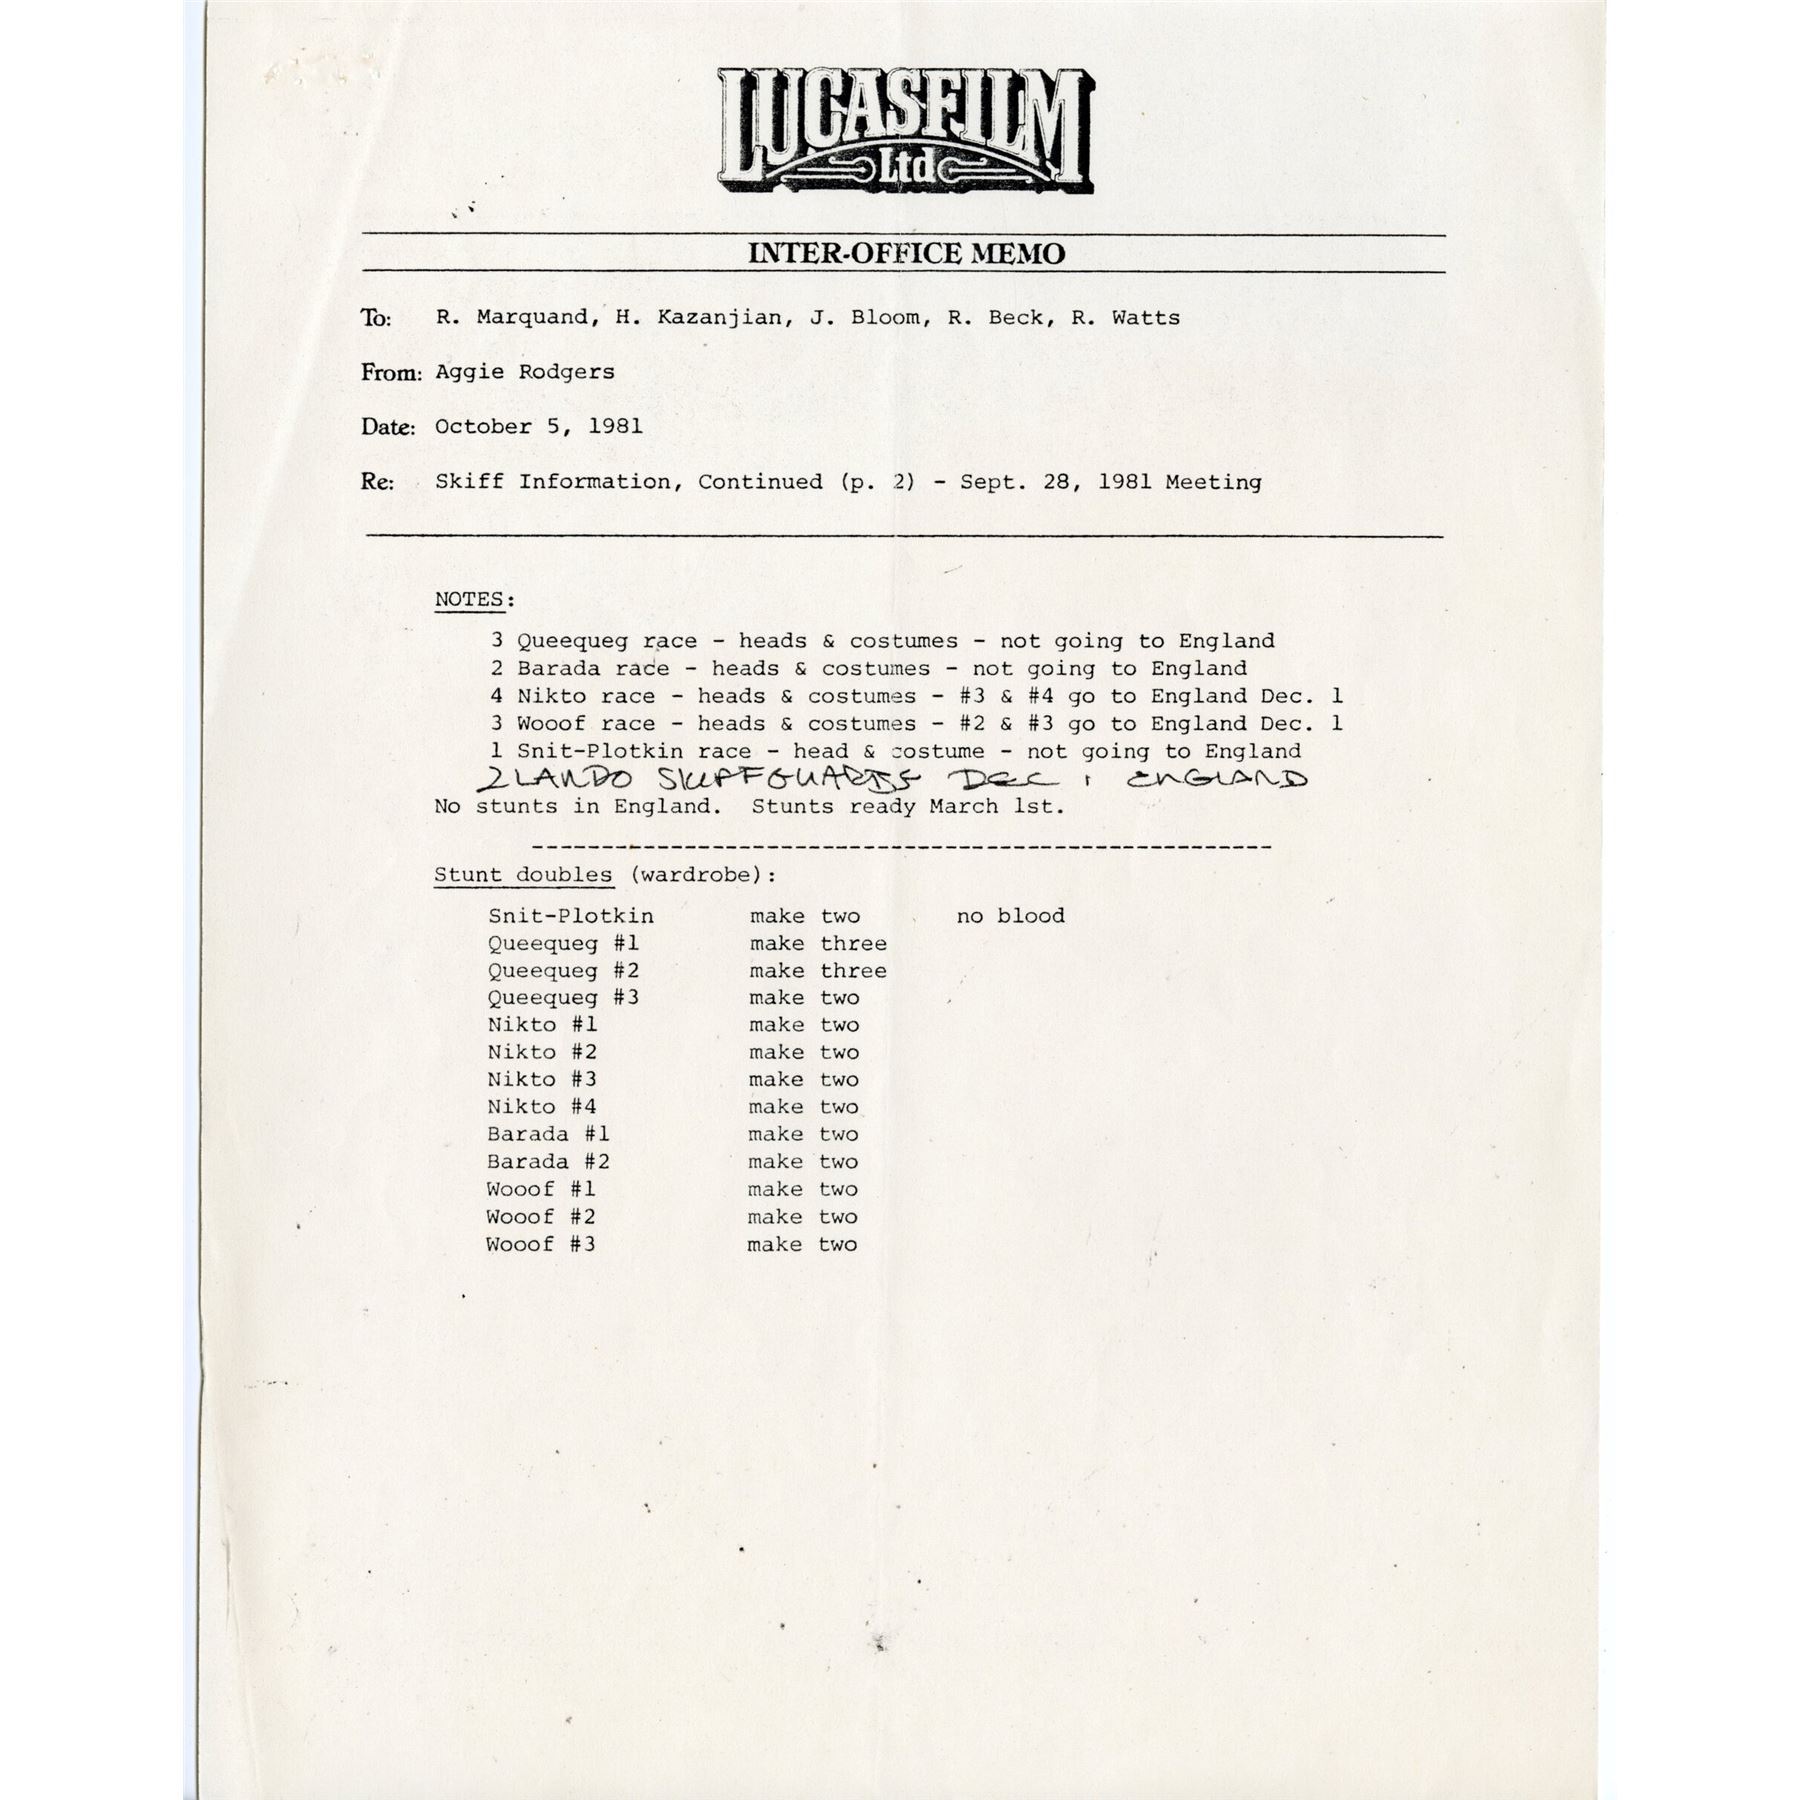 LUCASFILM
Ltd
INTER-OFFICE MEMO
To: R. Marquand, H. Kazanjian, J. Bloom, R. Beck, R. Watts
From: Aggie Rodgers
Date: October 5, 1981
Re: Skiff Information, Continued (p. 2) - Sept. 28, 1981 Meeting
NOTES:
3 Queequeg race - heads & costumes - not going to England
2 Barada race - heads & costumes - not going to England
4 Nikto race - heads & costumes - #3 & #4 go to England Dec. 1
3 Wooof race - heads & costumes - #2 & #3 go to England Dec. 1
1 Snit-Plotkin race - head & costume - not going to England
2 LANDO SKIFFGUARDS DEC 1 ENGLAND
No stunts in England. Stunts ready March 1st.
Stunt doubles (wardrobe):
Snit-Plotkin make two no blood
Queequeg #1 make three
Queequeg #2 make three
Queequeg #3 make two
Nikto #1 make two
Nikto #2 make two
Nikto #3 make two
Nikto #4 make two
Barada #1 make two
Barada #2 make two
Wooof #1 make two
Wooof #2 make two
Wooof #3 make two